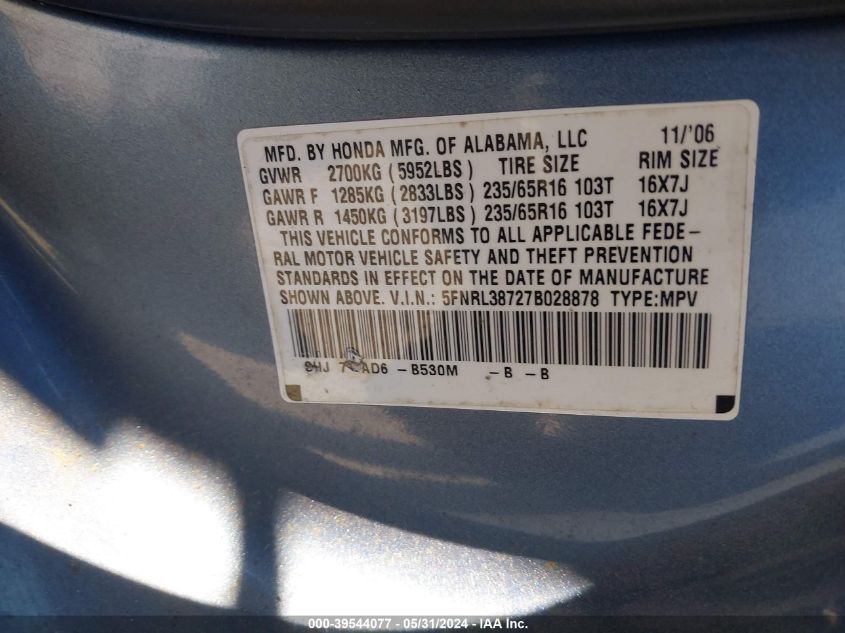 MFD. BY HONDA MFG. OF ALABAMA, LLC 11/'06
GVWR 2700KG (5952LBS) TIRE SIZE RIM SIZE
GAWR F 1285KG (2833LBS) 235/65R16 103T 16X7J
GAWR R 1450KG (3197LBS) 235/65R16 103T 16X7J
THIS VEHICLE CONFORMS TO ALL APPLICABLE FEDE-
RAL MOTOR VEHICLE SAFETY AND THEFT PREVENTION
STANDARDS IN EFFECT ON THE DATE OF MANUFACTURE
SHOWN ABOVE. V.I.N.: 5FNRL38727B028878 TYPE:MPV
SHJ -B530M -B -B
000-39544077 - 05/31/2024 - IAA Inc.